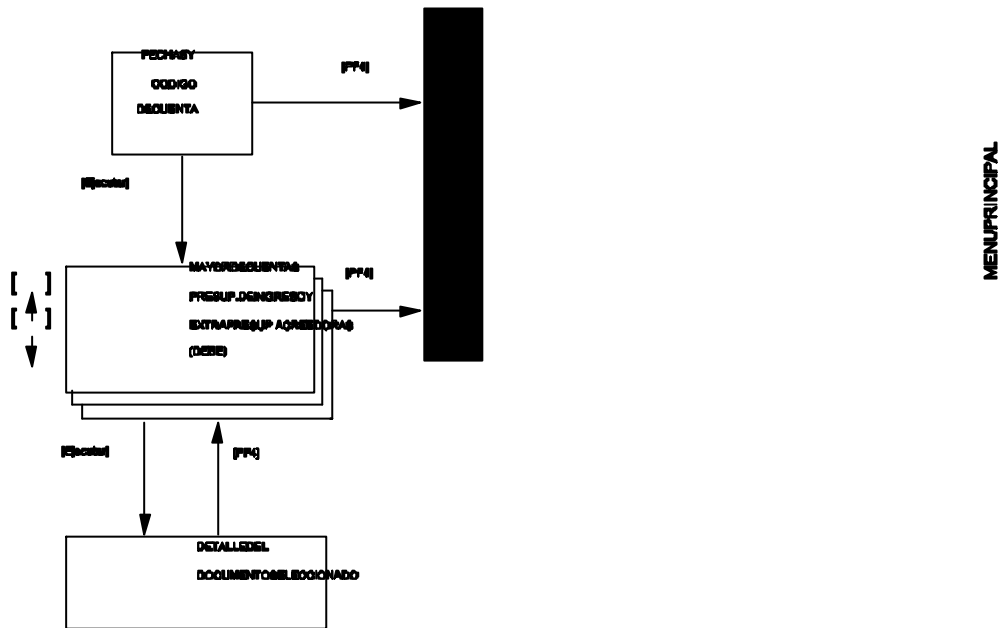 FECHASY
CODIGO
DECUENTA
[PF4]
[Ejecutar]
MENUPRINCIPAL
[ ]
[ ]
MAYORDECUENTAS
PRESUP.DEINGRESOY
EXTRAPRESUP ACREEDORAS
(DEBE)
[PF4]
[Ejecutar]
[PF4]
DETALLEDEL
DOCUMENTOSELECCIONADO